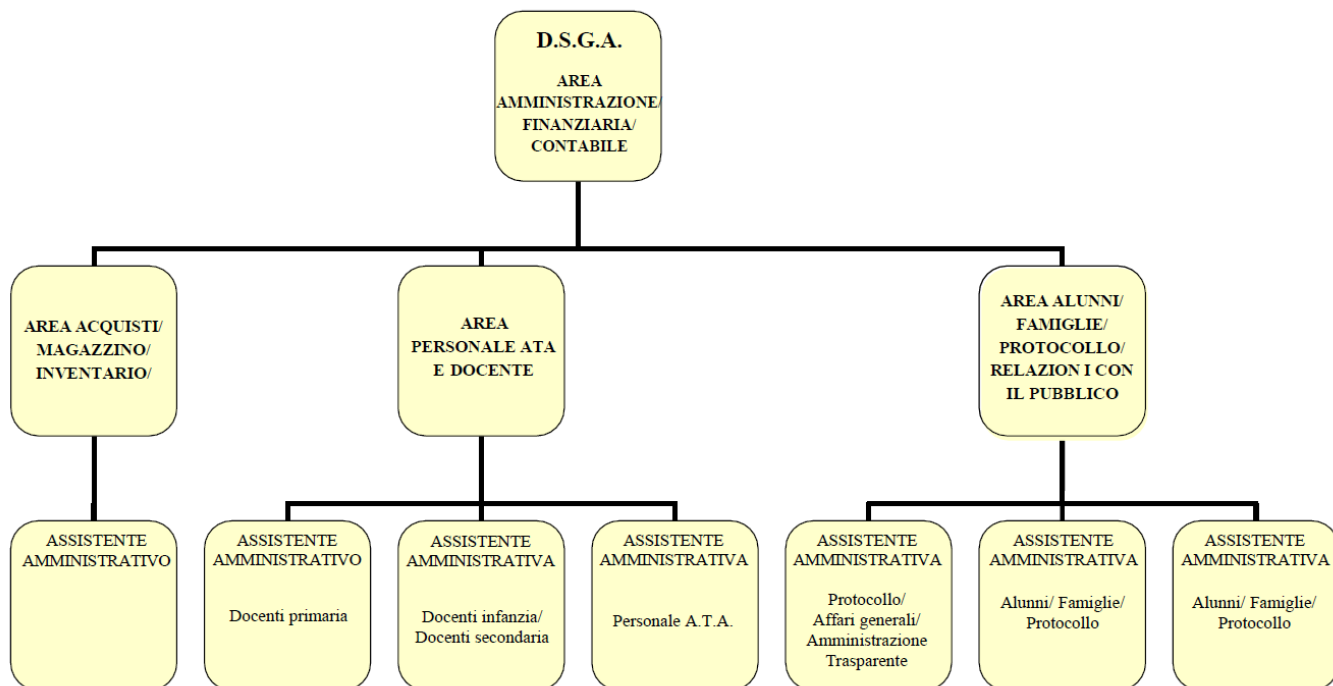 D.S.G.A.
AREA
AMMINISTRAZIONE/
FINANZIARIA/
CONTABILE
AREA ACQUISTI/
MAGAZZINO/
INVENTARIO/
AREA
PERSONALE ATA
E DOCENTE
AREA ALUNNI/
FAMIGLIE/
PROTOCOLLO/
RELAZION I CON
IL PUBBLICO
ASSISTENTE
AMMINISTRATIVO
ASSISTENTE
AMMINISTRATIVO
Docenti primaria
ASSISTENTE
AMMINISTRATIVA
Docenti infanzia/
Docenti secondaria
ASSISTENTE
AMMINISTRATIVA
Personale A.T.A.
ASSISTENTE
AMMINISTRATIVA
Protocollo/
Affari generali/
Amministrazione
Trasparente
ASSISTENTE
AMMINISTRATIVA
Alunni/ Famiglie/
Protocollo
ASSISTENTE
AMMINISTRATIVA
Alunni/ Famiglie/
Protocollo